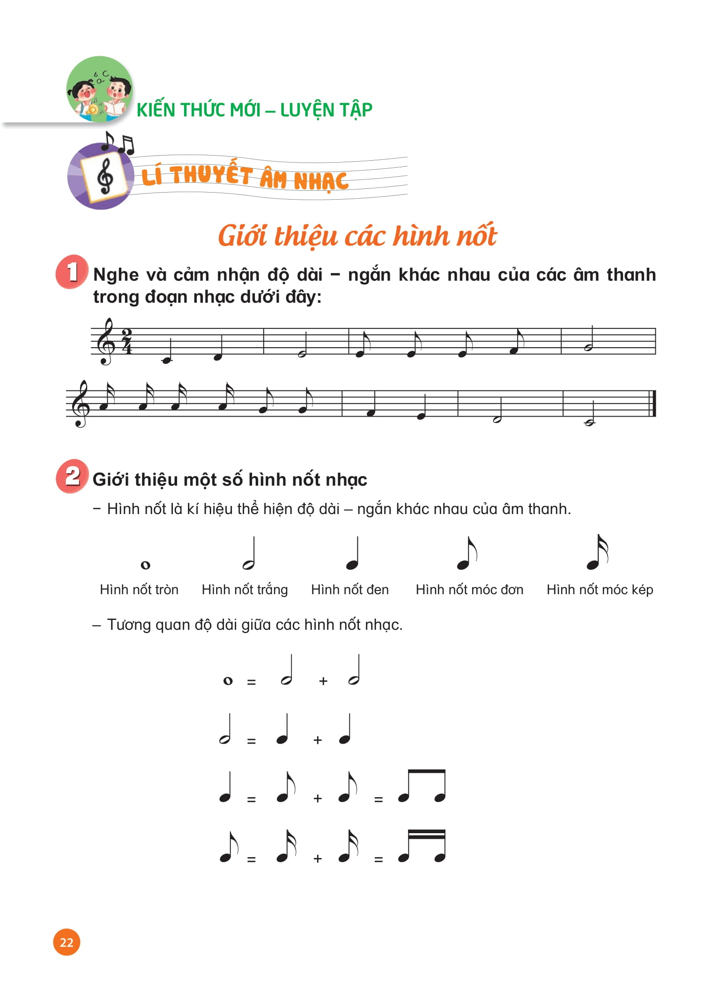 KIẾN THỨC MỚI – LUYỆN TẬP
LÍ THUYẾT ÂM NHẠC
Giới thiệu các hình nốt
1 Nghe và cảm nhận độ dài – ngắn khác nhau của các âm thanh
trong đoạn nhạc dưới đây:
2
4
2 Giới thiệu một số hình nốt nhạc
– Hình nốt là kí hiệu thể hiện độ dài – ngắn khác nhau của âm thanh.
Hình nốt tròn Hình nốt trắng Hình nốt đen Hình nốt móc đơn Hình nốt móc kép
– Tương quan độ dài giữa các hình nốt nhạc.
= +
= +
= + =
= + =
22